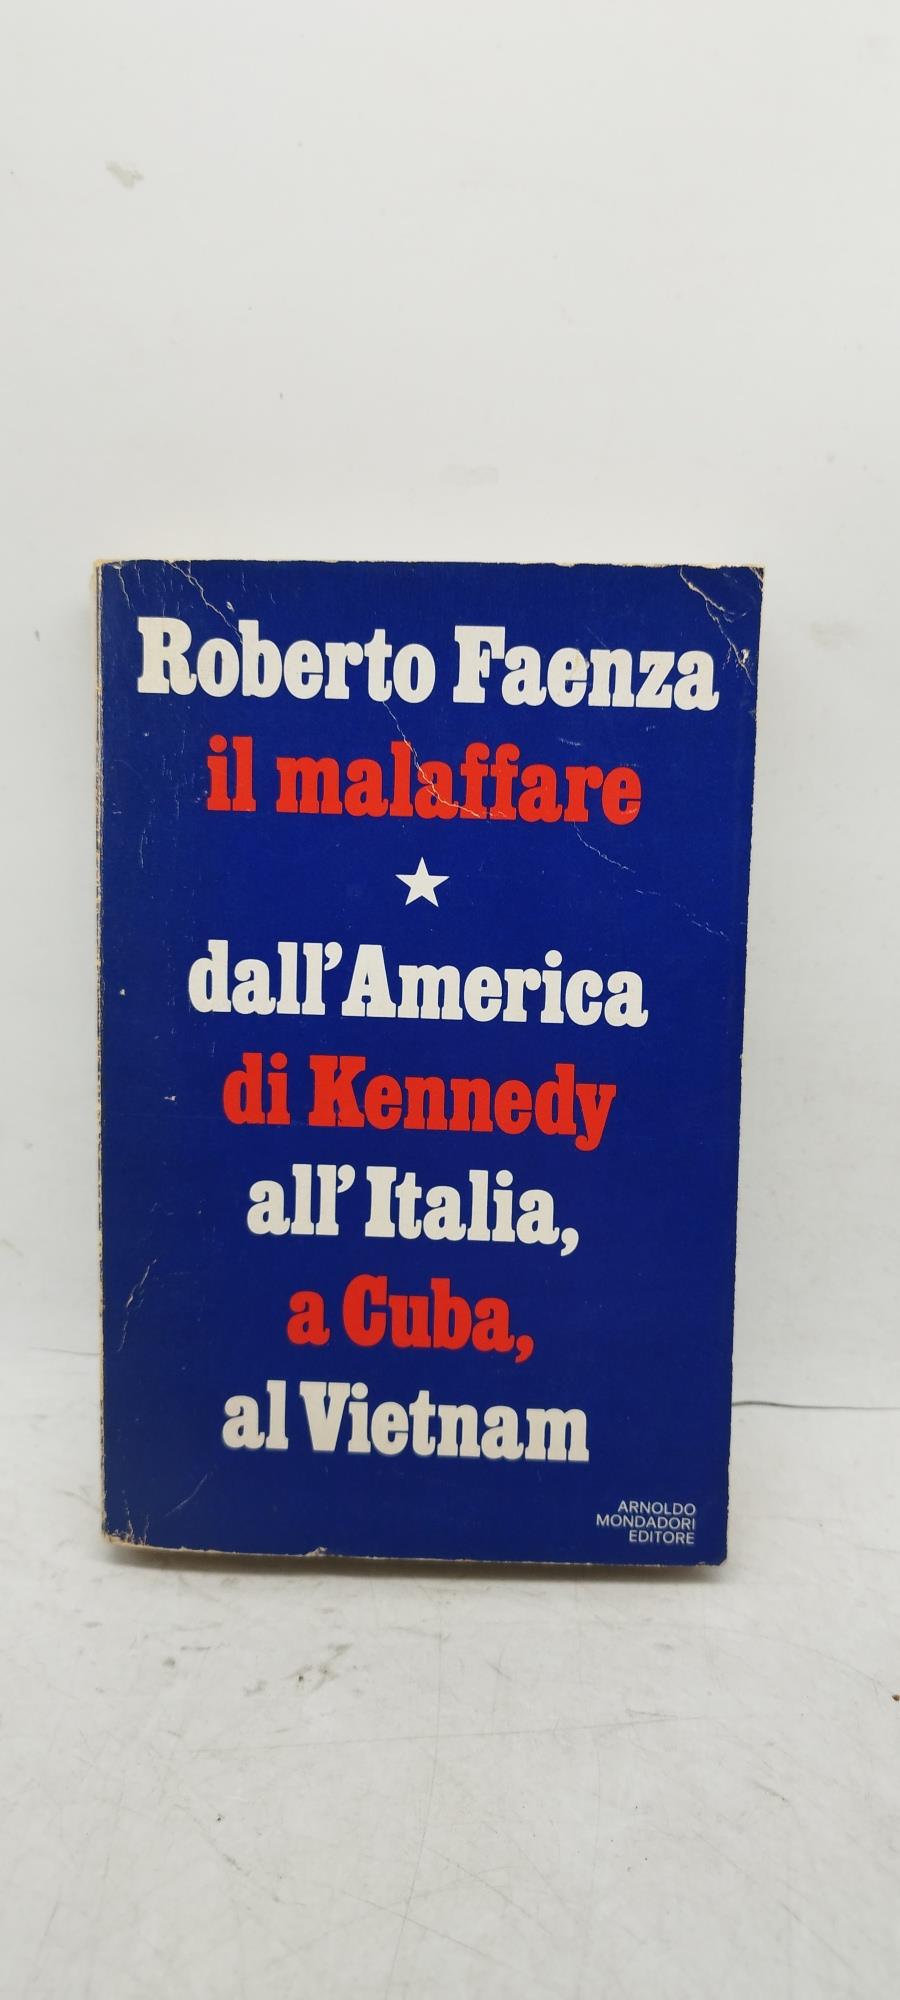 Roberto Faenza
il malaffare
dall'America
di Kennedy
all'Italia,
a Cuba,
al Vietnam
ARNOLDO
MONDADORI
EDITORE